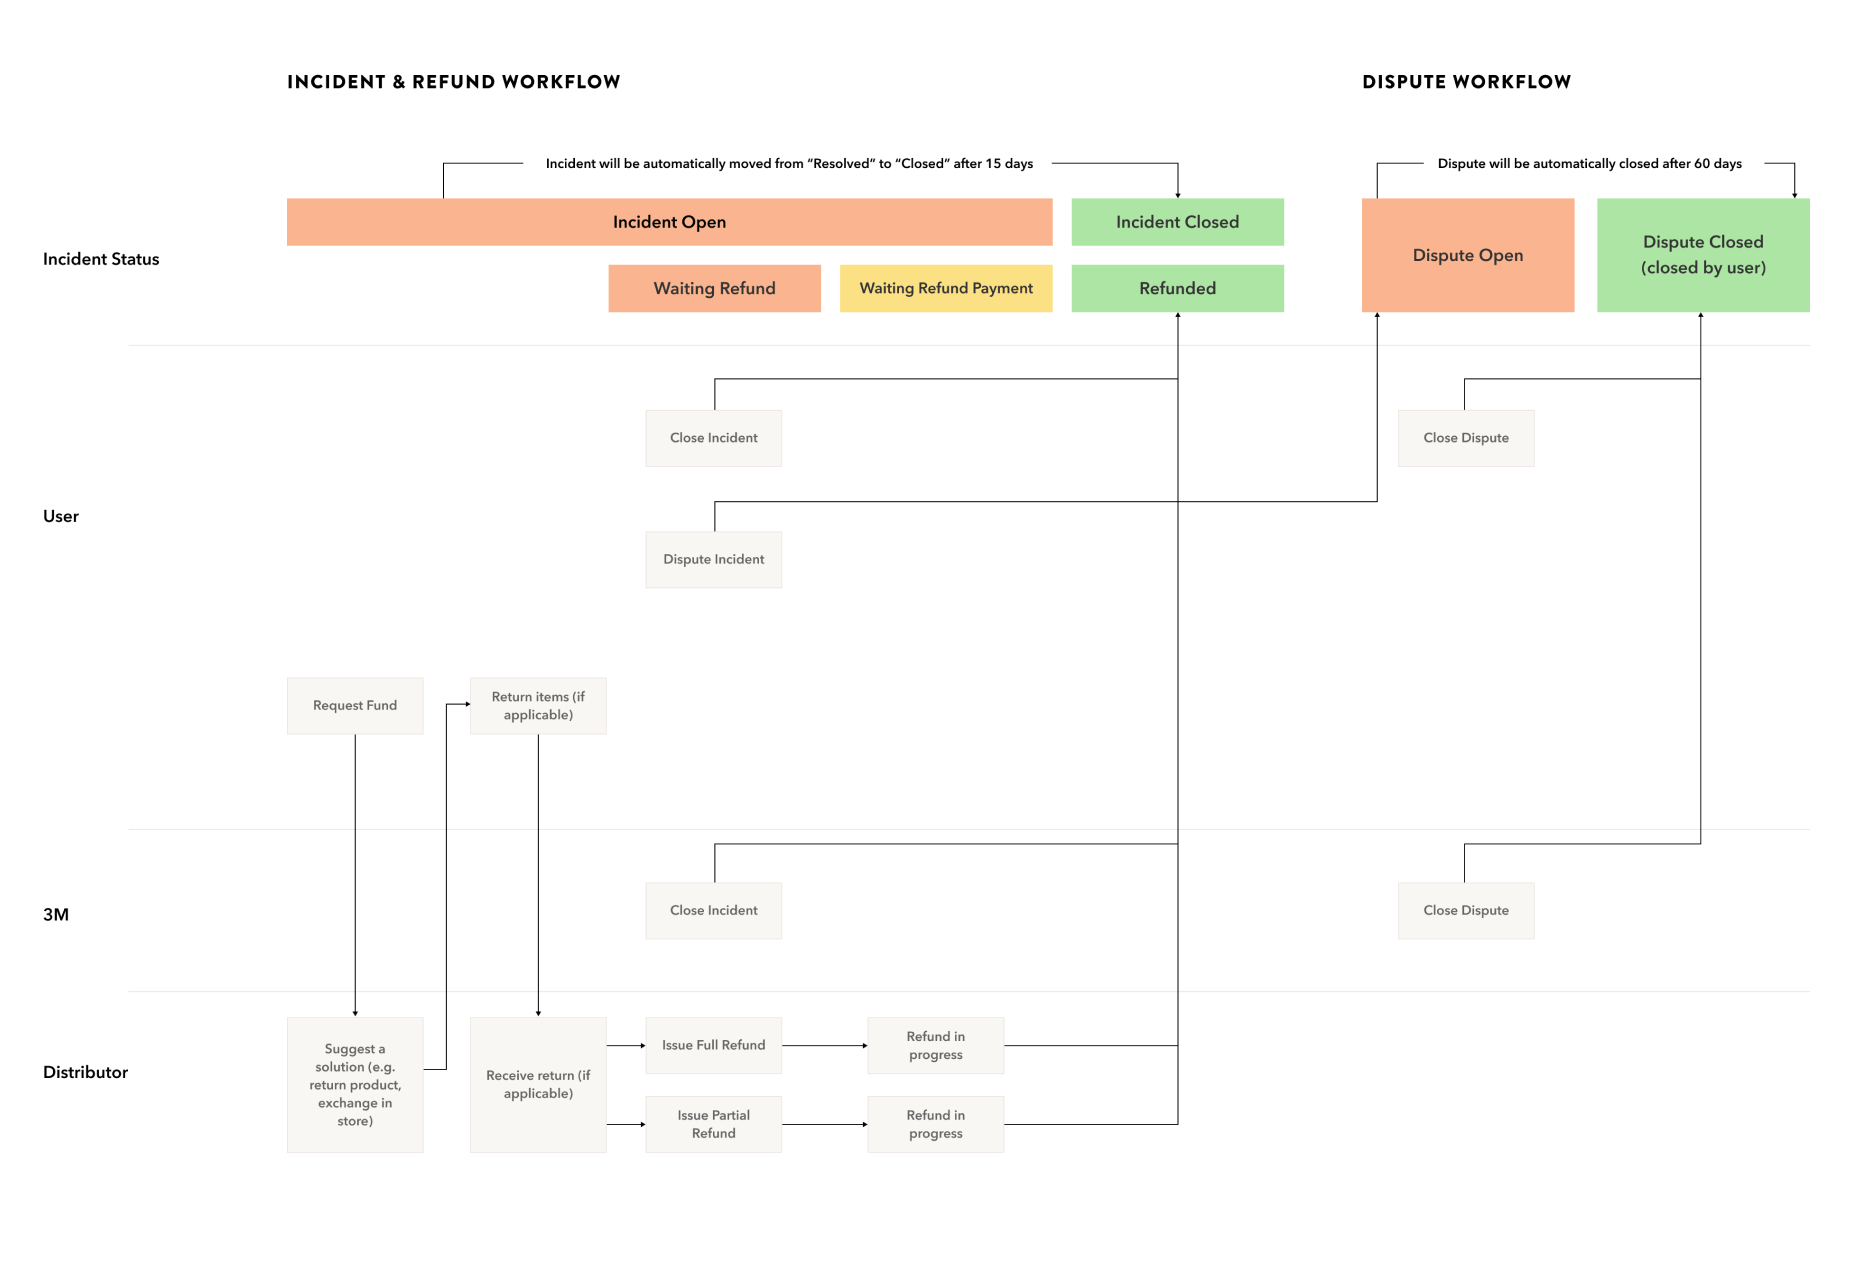 INCIDENT & REFUND WORKFLOW
DISPUTE WORKFLOW
Incident will be automatically moved from “Resolved” to “Closed” after 15 days
Dispute will be automatically closed after 60 days
Incident Status
Incident Open
Incident Closed
Waiting Refund
Waiting Refund Payment
Refunded
Dispute Open
Dispute Closed
(closed by user)
User
Close Incident
Close Dispute
Dispute Incident
Request Fund
Return items (if
applicable)
3M
Close Incident
Close Dispute
Distributor
Suggest a
solution (e.g.
return product,
exchange in
store)
Receive return (if
applicable)
Issue Full Refund
Refund in
progress
Issue Partial
Refund
Refund in
progress